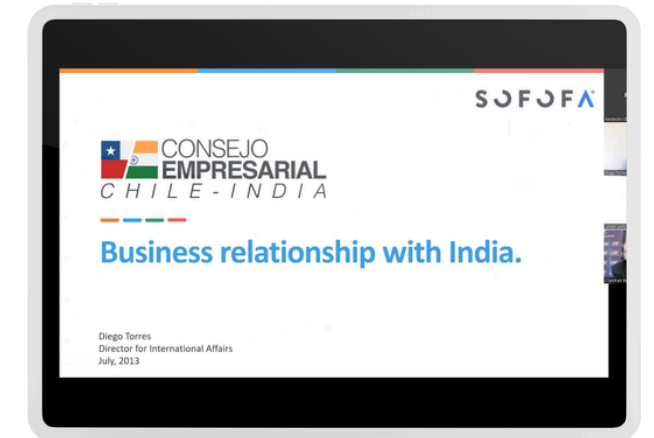 SOFOFA
CONSEJO
EMPRESARIAL
CHILE-INDIA
Business relationship with India.
Diego Torres
Director for International Affairs
July, 2013